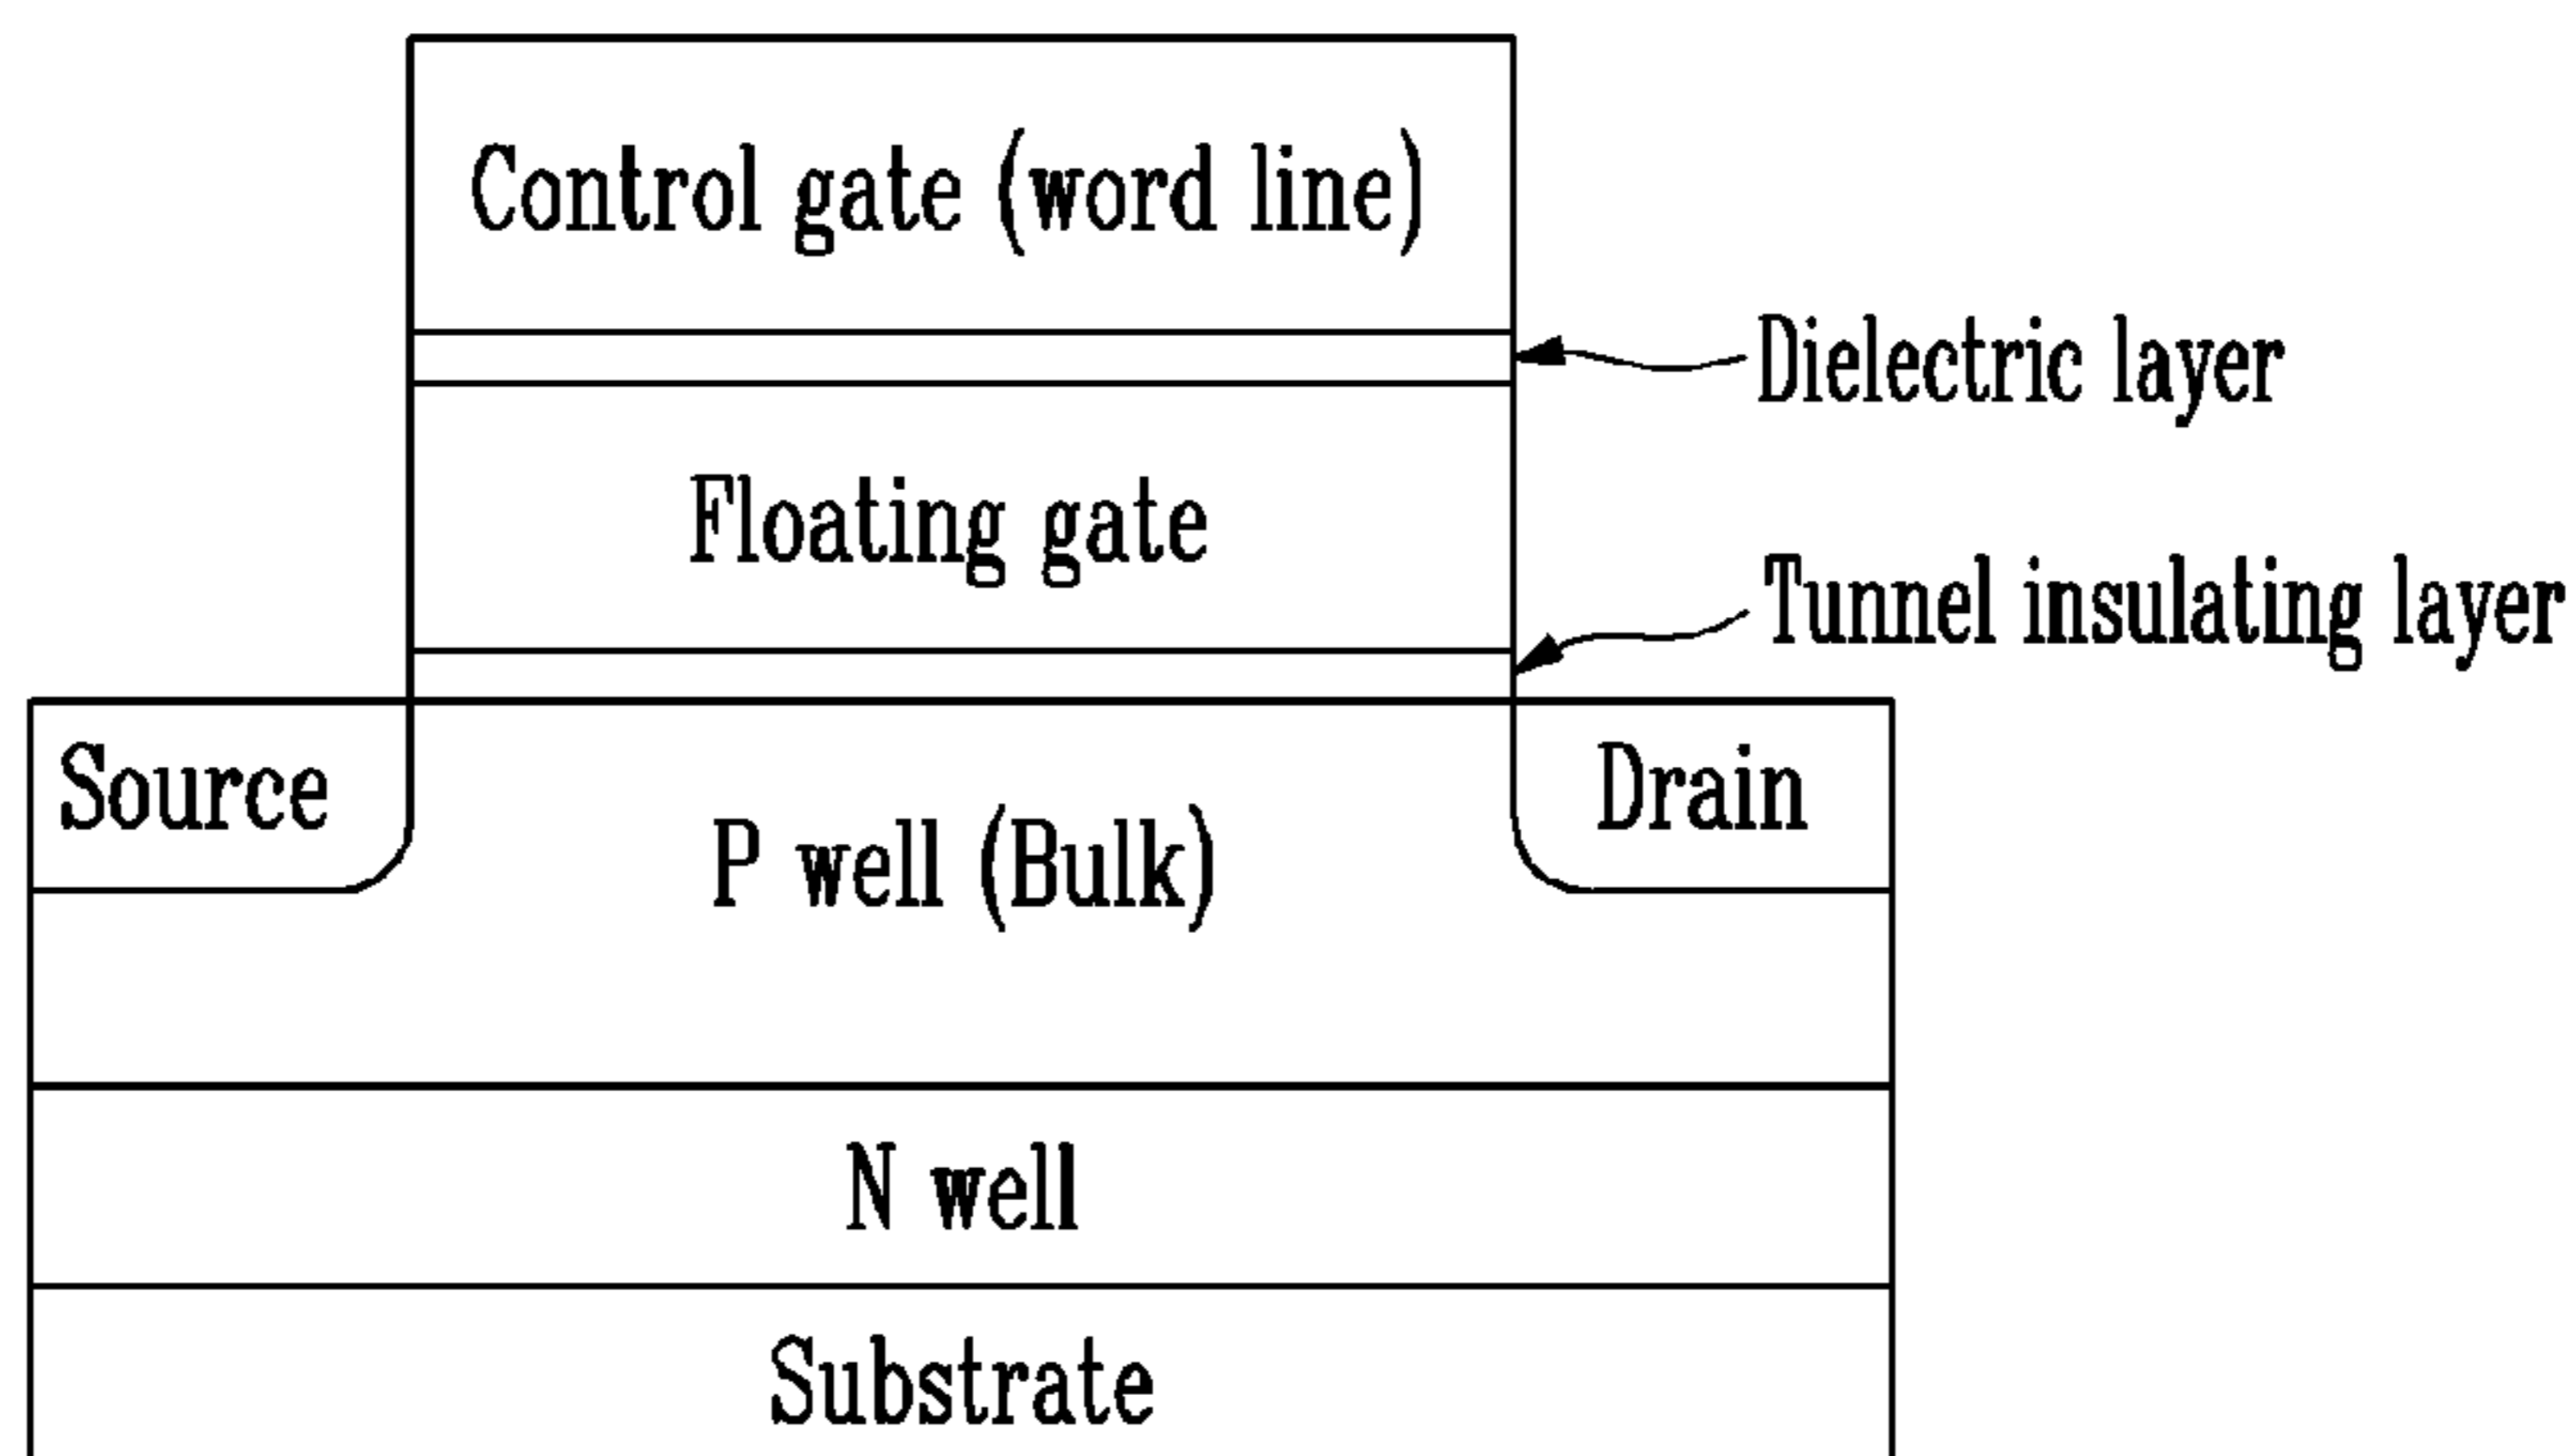 Control gate (word line)
Dielectric layer
Floating gate
Tunnel insulating layer
Source
Drain
P well (Bulk)
N well
Substrate